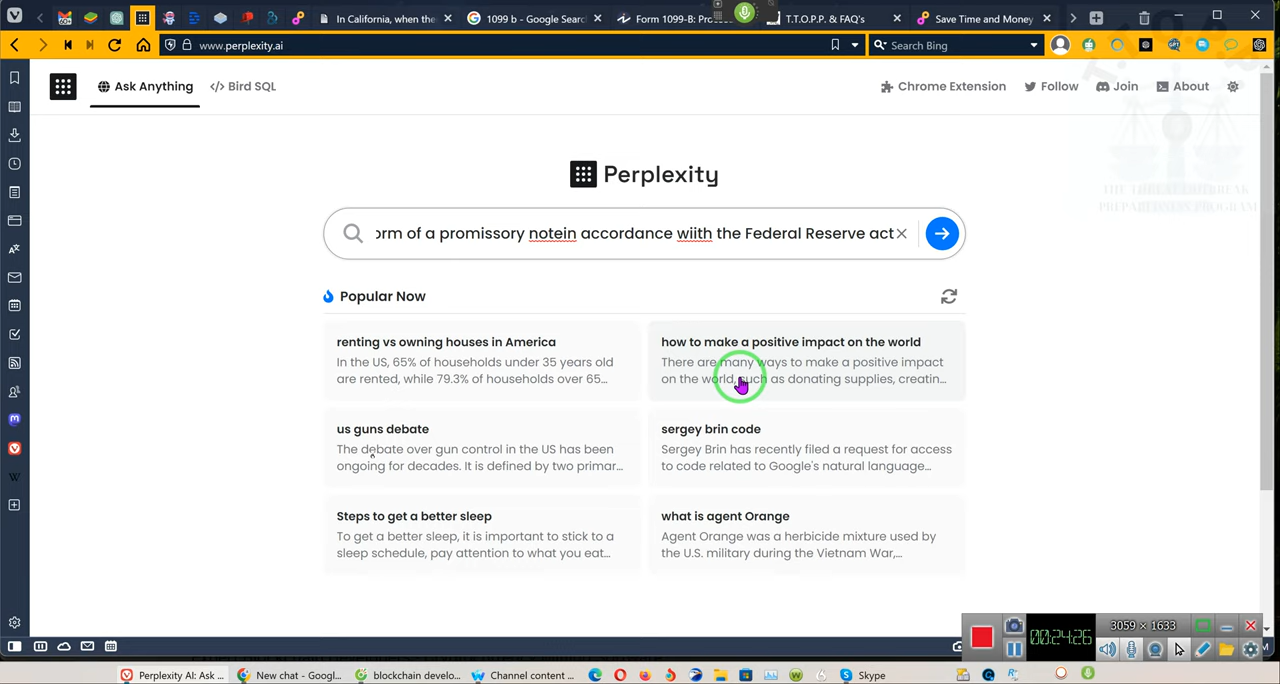 In California, when the
1099 b - Google Searc
Form 1099-B: Pro
T.T.O.P.P. & FAQ's
Save Time and Money
www.perplexity.ai
Search Bing
Ask Anything
</> Bird SQL
Chrome Extension
Follow
Join
About
THE THREAT OUTBREAK
PREPAREDNESS PROGRAM
Perplexity
orm of a promissory notein accordance wiith the Federal Reserve act
Popular Now
renting vs owning houses in America
In the US, 65% of households under 35 years old
are rented, while 79.3% of households over 65...
how to make a positive impact on the world
There are many ways to make a positive impact
on the world, such as donating supplies, creatin...
us guns debate
The debate over gun control in the US has been
ongoing for decades. It is defined by two primar...
sergey brin code
Sergey Brin has recently filed a request for access
to code related to Google's natural language...
Steps to get a better sleep
To get a better sleep, it is important to stick to a
sleep schedule, pay attention to what you eat...
what is agent Orange
Agent Orange was a herbicide mixture used by
the U.S. military during the Vietnam War,...
00:24:26
3059 × 1633
Perplexity AI: Ask ...
New chat - Googl...
blockchain develo...
Channel content ...
Skype